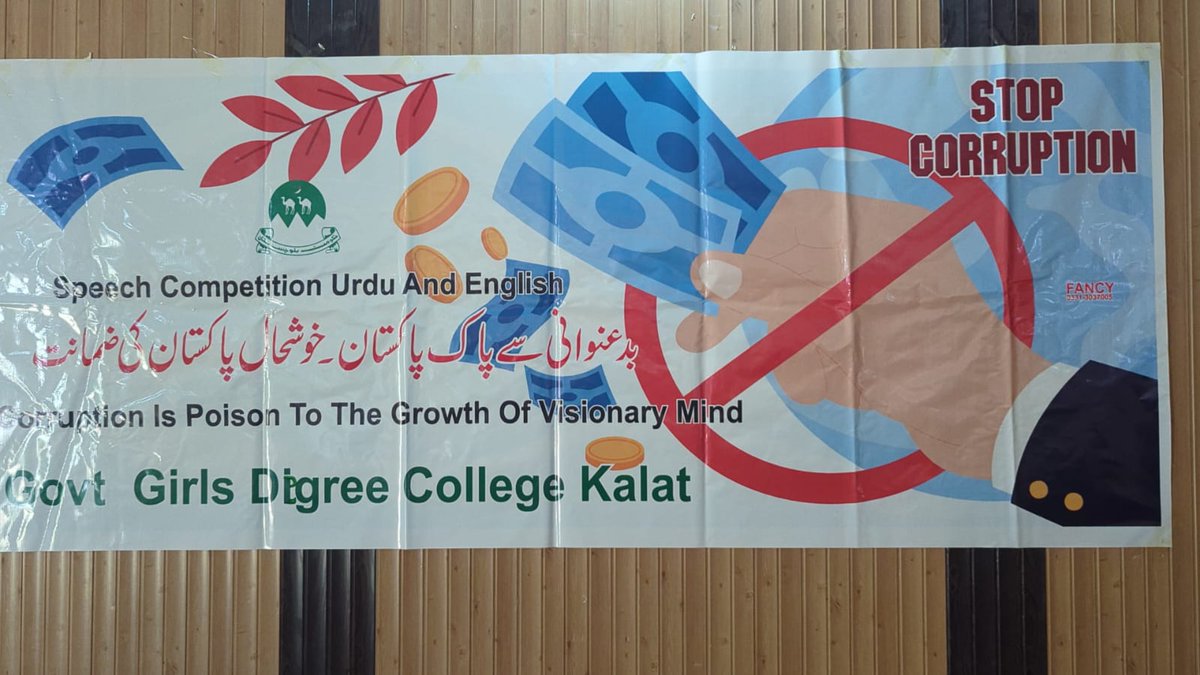 STOP
CORRUPTION
Speech Competition Urdu And English
بدعنوانی سے پاک پاکستان۔ خوشحال پاکستان کی ضمانت
Corruption Is Poison To The Growth Of Visionary Mind
Govt Girls Digree College Kalat
FANCY